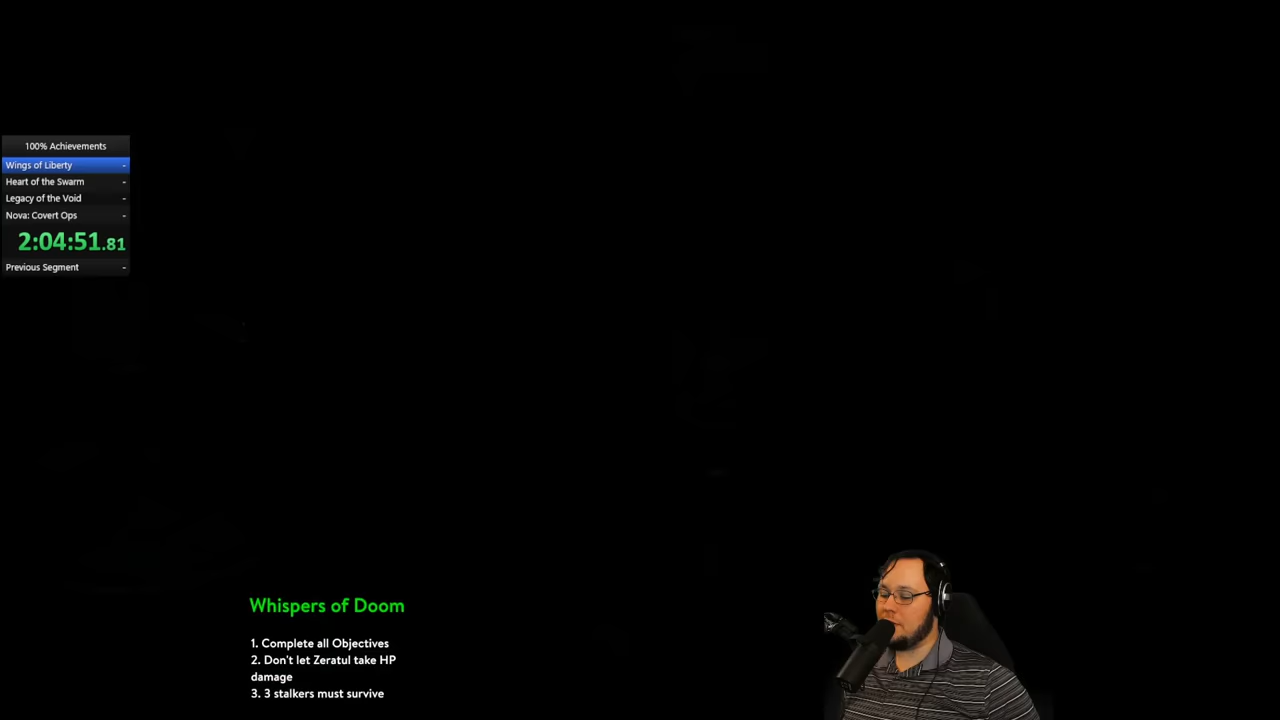 100% Achievements
Wings of Liberty -
Heart of the Swarm -
Legacy of the Void -
Nova: Covert Ops -
2:04:51.81
Previous Segment -
Whispers of Doom
1. Complete all Objectives
2. Don't let Zeratul take HP
damage
3. 3 stalkers must survive